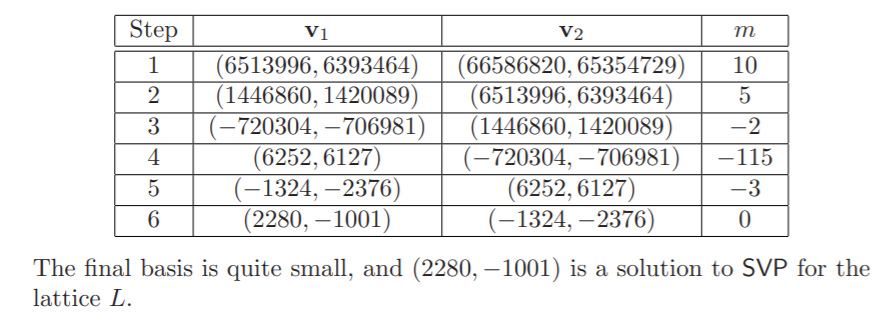 Step v₁ v₂ m
1 (6513996, 6393464) (66586820, 65354729) 10
2 (1446860, 1420089) (6513996, 6393464) 5
3 (−720304, −706981) (1446860, 1420089) −2
4 (6252, 6127) (−720304, −706981) −115
5 (−1324, −2376) (6252, 6127) −3
6 (2280, −1001) (−1324, −2376) 0
The final basis is quite small, and (2280, −1001) is a solution to SVP for the
lattice L.